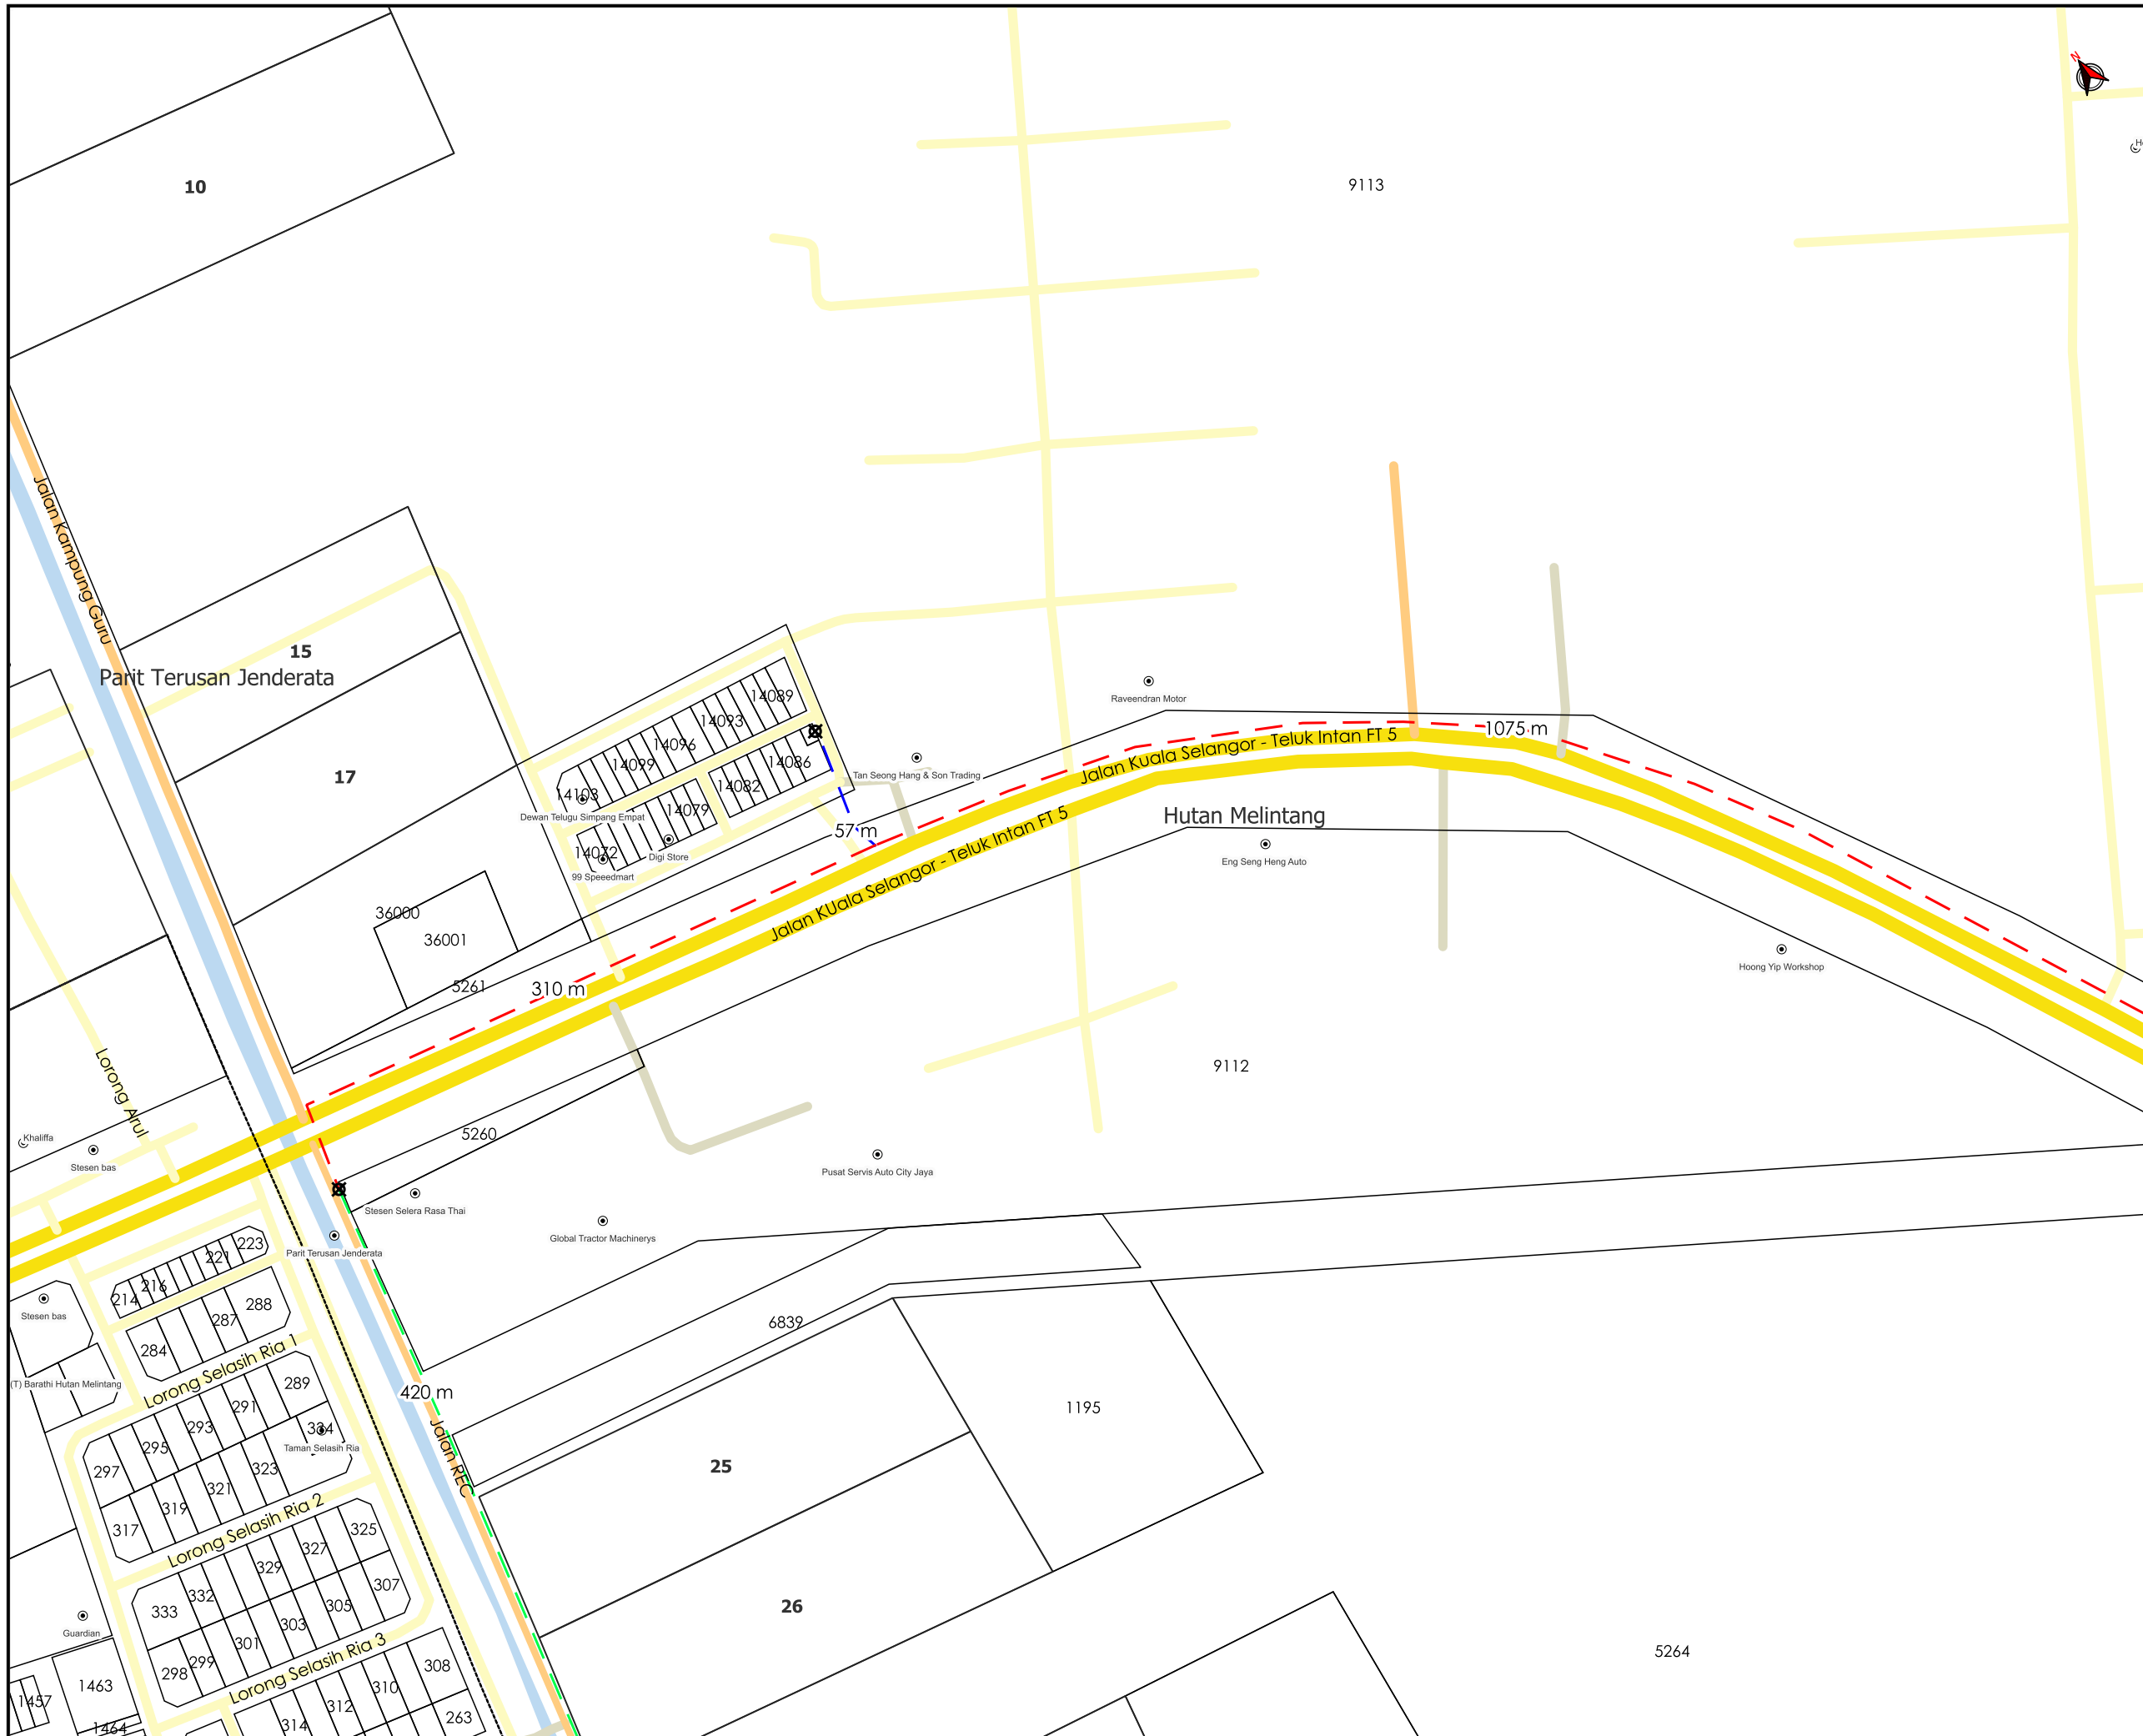 N
10
9113
Jalan Kampung Guru
15
Parit Terusan Jenderata
17
14089
14093
14096
14099
14103
14086
14082
14079
14072
Dewan Telugu Simpang Empat
Digi Store
99 Speeedmart
Tan Seong Hang & Son Trading
Raveendran Motor
57 m
1075 m
Jalan Kuala Selangor - Teluk Intan FT 5
Jalan KUala Selangor - Teluk Intan FT 5
Hutan Melintang
Eng Seng Heng Auto
Hoong Yip Workshop
36000
36001
5261
310 m
9112
Lorong Arul
Khaliffa
Stesen bas
5260
Stesen Selera Rasa Thai
Pusat Servis Auto City Jaya
Global Tractor Machinerys
Parit Terusan Jenderata
223
221
216
214
288
287
284
Stesen bas
Lorong Selasih Ria 1
(T) Barathi Hutan Melintang
6839
420 m
Jalan REC
1195
25
26
5264
289
291
293
295
297
334
Taman Selasih Ria
323
321
319
317
Lorong Selasih Ria 2
325
327
329
332
333
307
305
303
301
299
298
Lorong Selasih Ria 3
Guardian
1463
1457
1464
308
310
312
314
263